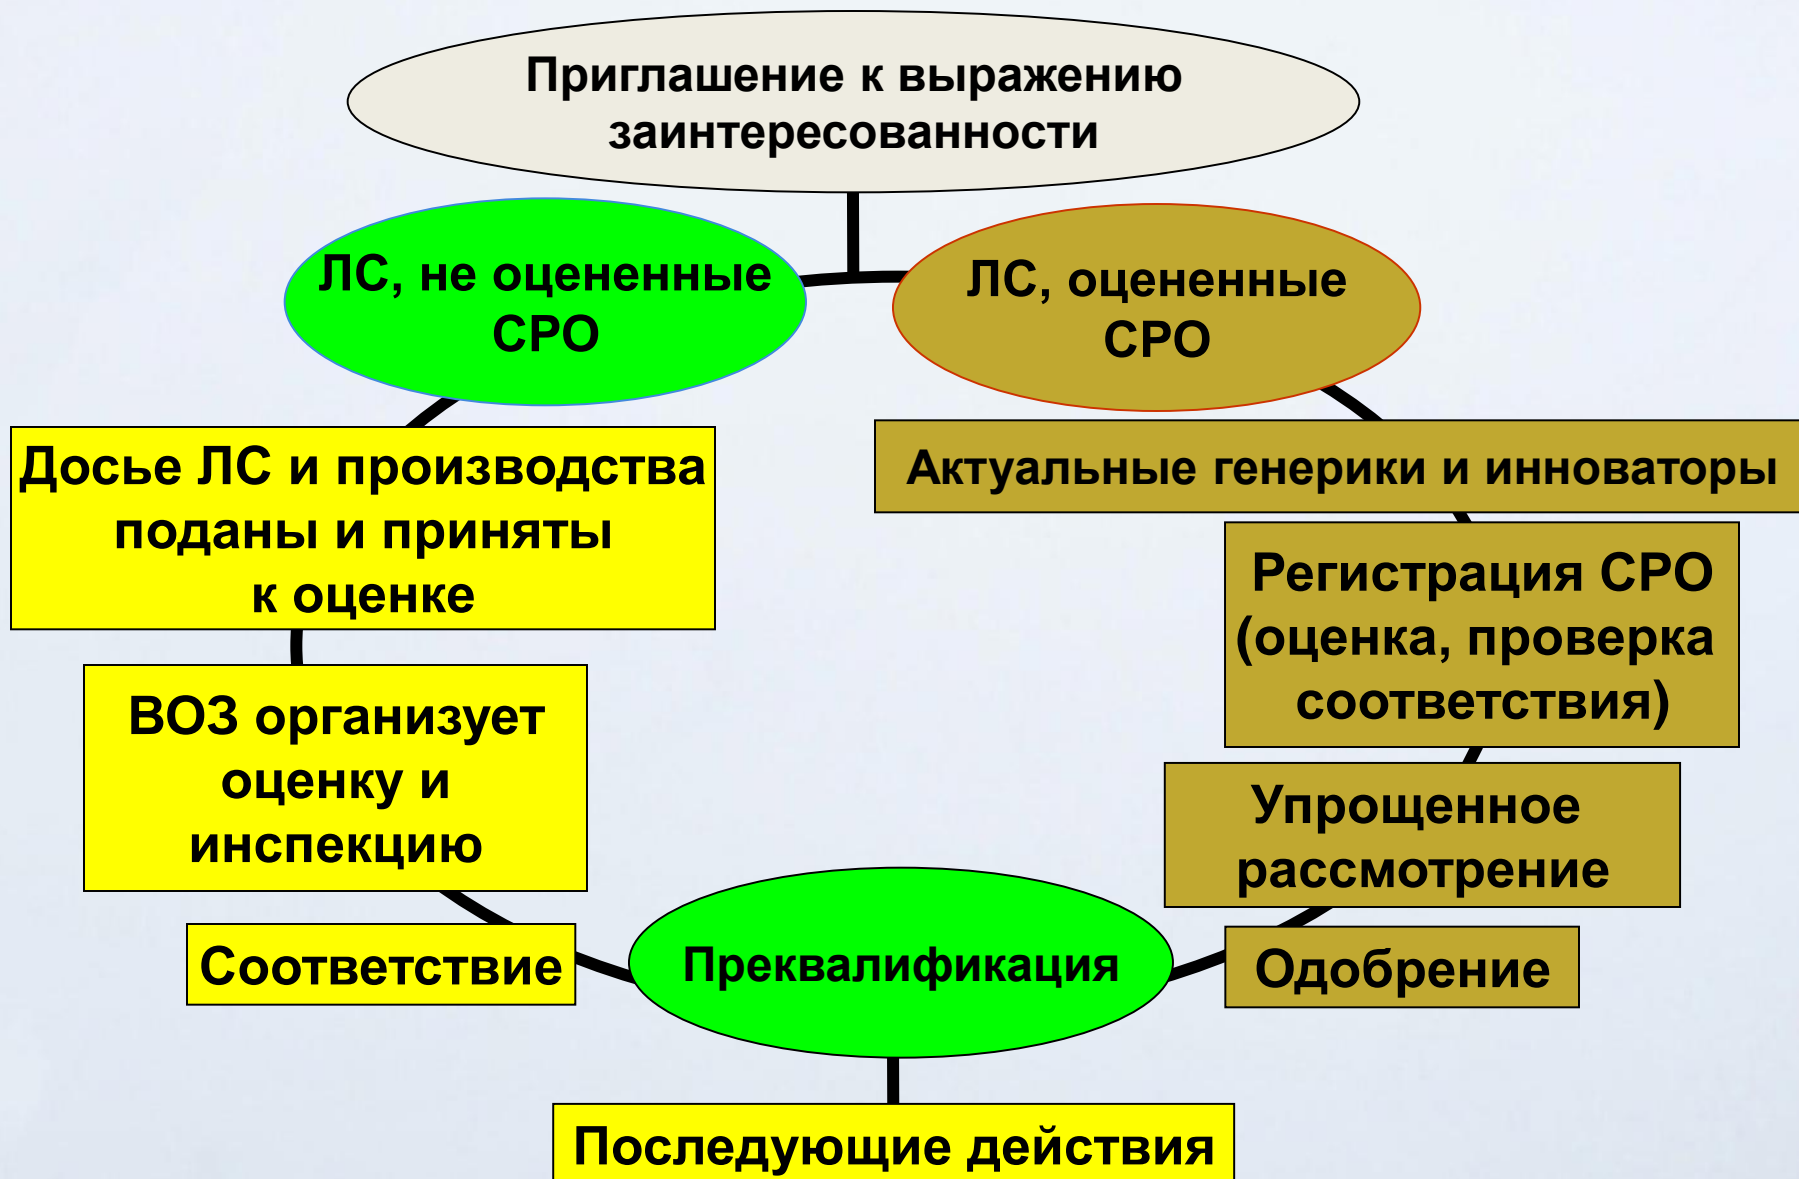 Приглашение к выражению
заинтересованности
ЛС, не оцененные
СРО
ЛС, оцененные
СРО
Досье ЛС и производства
поданы и приняты
к оценке
Актуальные генерики и инноваторы
Регистрация СРО
(оценка, проверка
соответствия)
ВОЗ организует
оценку и
инспекцию
Упрощенное
рассмотрение
Соответствие
Преквалификация
Одобрение
Последующие действия